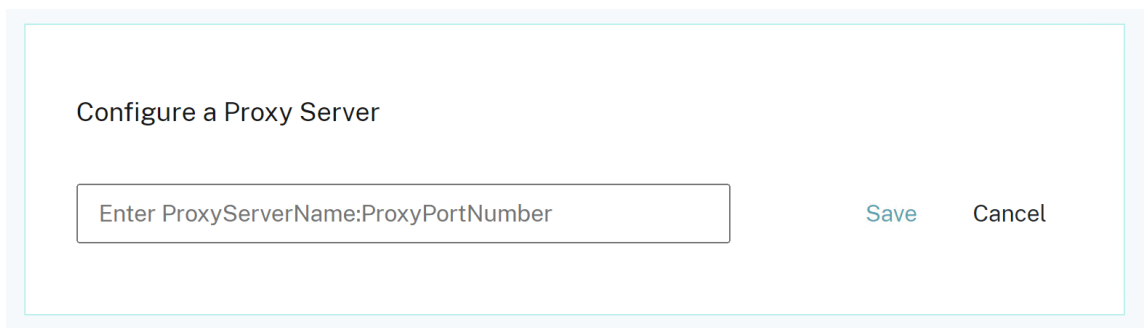 Configure a Proxy Server
Enter ProxyServerName:ProxyPortNumber
Save
Cancel